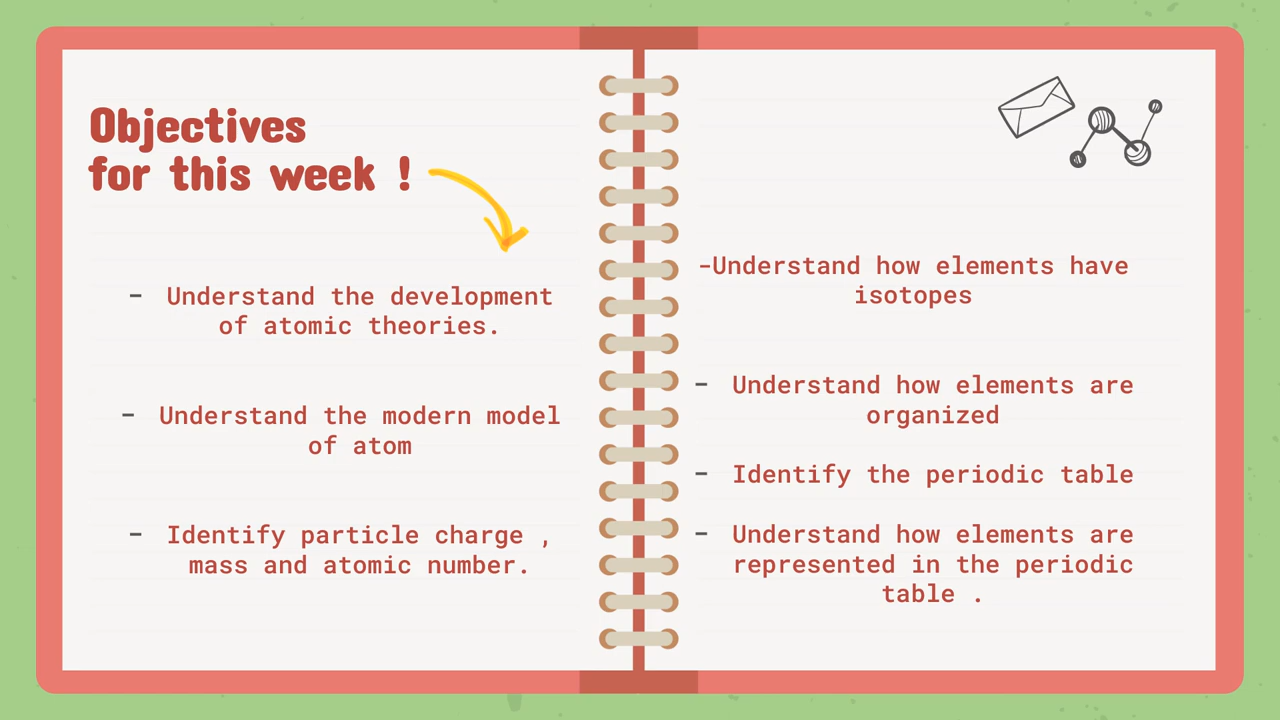 Objectives
for this week !
- Understand the development
of atomic theories.
- Understand the modern model
of atom
- Identify particle charge ,
mass and atomic number.
-Understand how elements have
isotopes
- Understand how elements are
organized
- Identify the periodic table
- Understand how elements are
represented in the periodic
table .